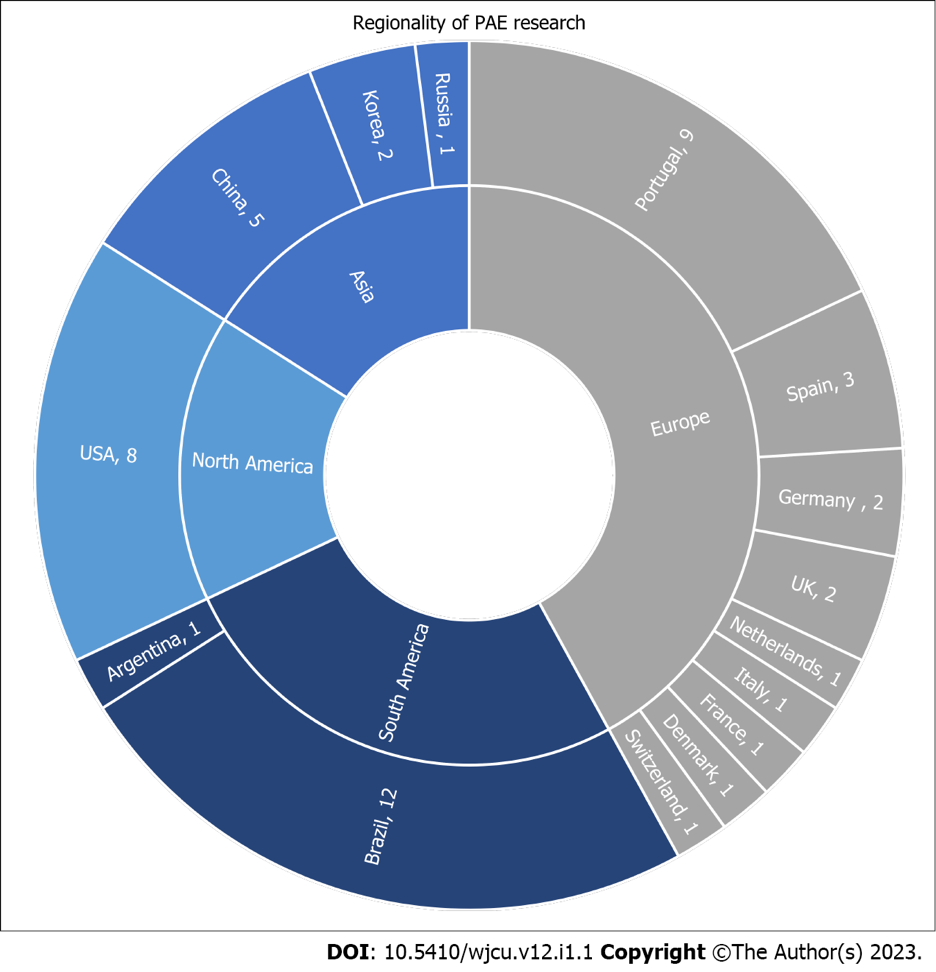 Regionality of PAE research
Portugal, 9
Spain, 3
Germany , 2
UK, 2
Netherlands, 1
Italy, 1
France, 1
Denmark, 1
Switzerland, 1
Europe
Brazil, 12
Argentina, 1
South America
USA, 8
North America
China, 5
Korea, 2
Russia , 1
Asia
DOI: 10.5410/wjcu.v12.i1.1 Copyright ©The Author(s) 2023.